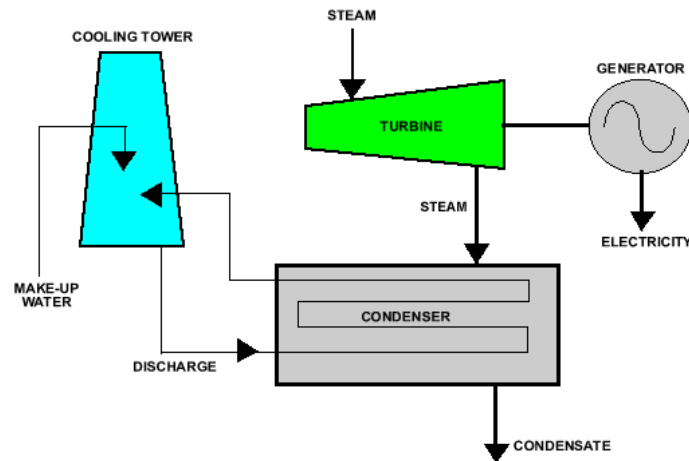 STEAM
COOLING TOWER
GENERATOR
TURBINE
STEAM
ELECTRICITY
MAKE-UP
WATER
CONDENSER
DISCHARGE
CONDENSATE